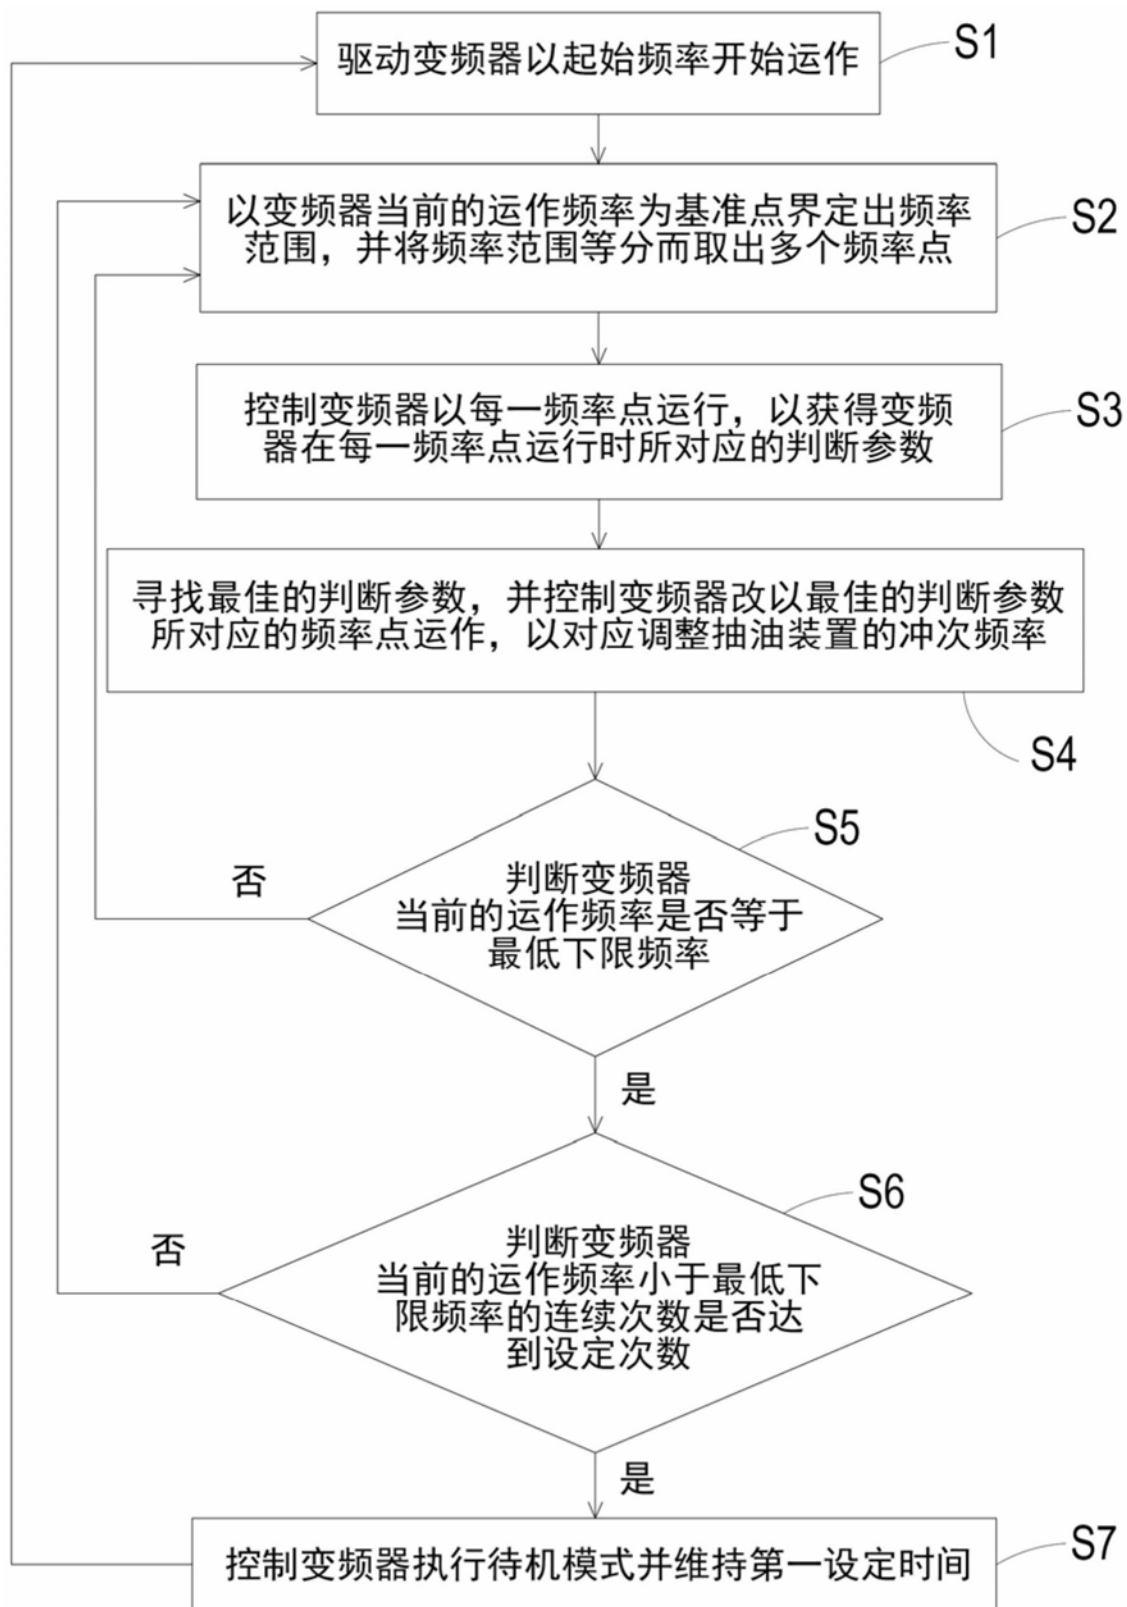 驱动变频器以起始频率开始运作
S1
以变频器当前的运作频率为基准点界定出频率
范围，并将频率范围等分而取出多个频率点
S2
控制变频器以每一频率点运行，以获得变频
器在每一频率点运行时所对应的判断参数
S3
寻找最佳的判断参数，并控制变频器改以最佳的判断参数
所对应的频率点运作，以对应调整抽油装置的冲次频率
S4
S5
否
判断变频器
当前的运作频率是否等于
最低下限频率
是
S6
否
判断变频器
当前的运作频率小于最低下
限频率的连续次数是否达
到设定次数
是
控制变频器执行待机模式并维持第一设定时间
S7